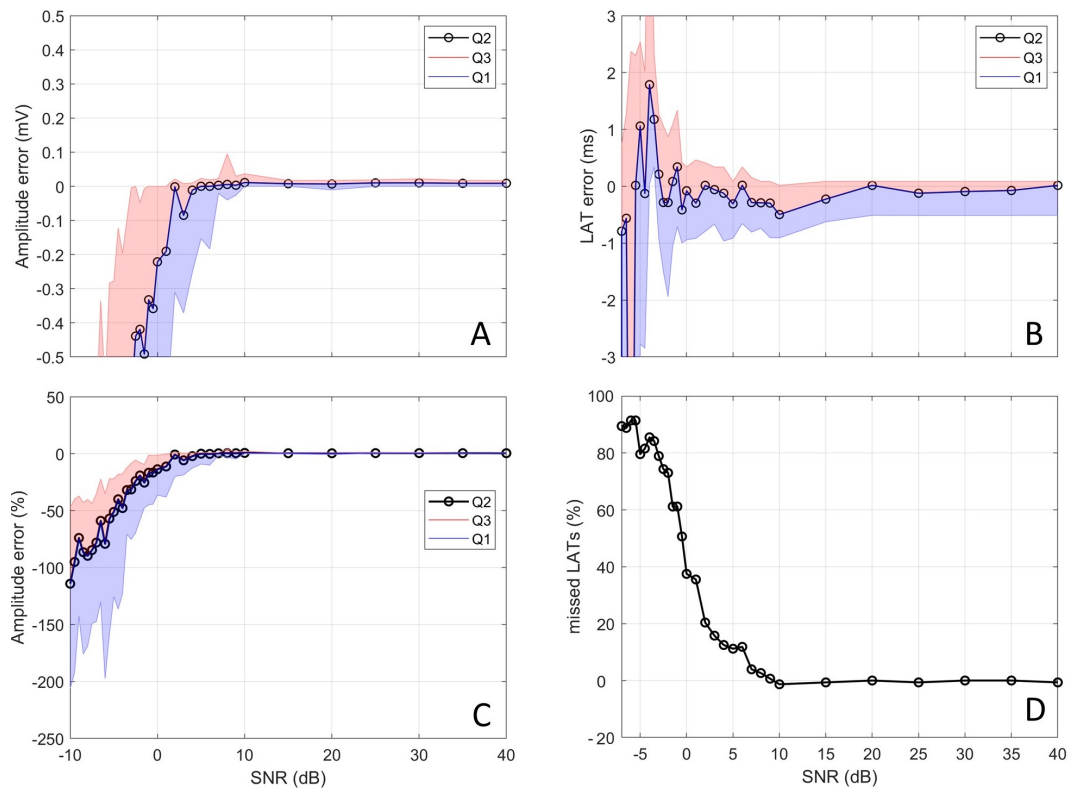 0.5
0.4
0.3
0.2
0.1
0
-0.1
-0.2
-0.3
-0.4
-0.5
Amplitude error (mV)
Q2
Q3
Q1
A
3
2
1
0
-1
-2
-3
LAT error (ms)
Q2
Q3
Q1
B
50
0
-50
-100
-150
-200
-250
Amplitude error (%)
Q2
Q3
Q1
C
-10 0 10 20 30 40
SNR (dB)
100
80
60
40
20
0
-20
missed LATs (%)
D
-5 0 5 10 15 20 25 30 35 40
SNR (dB)